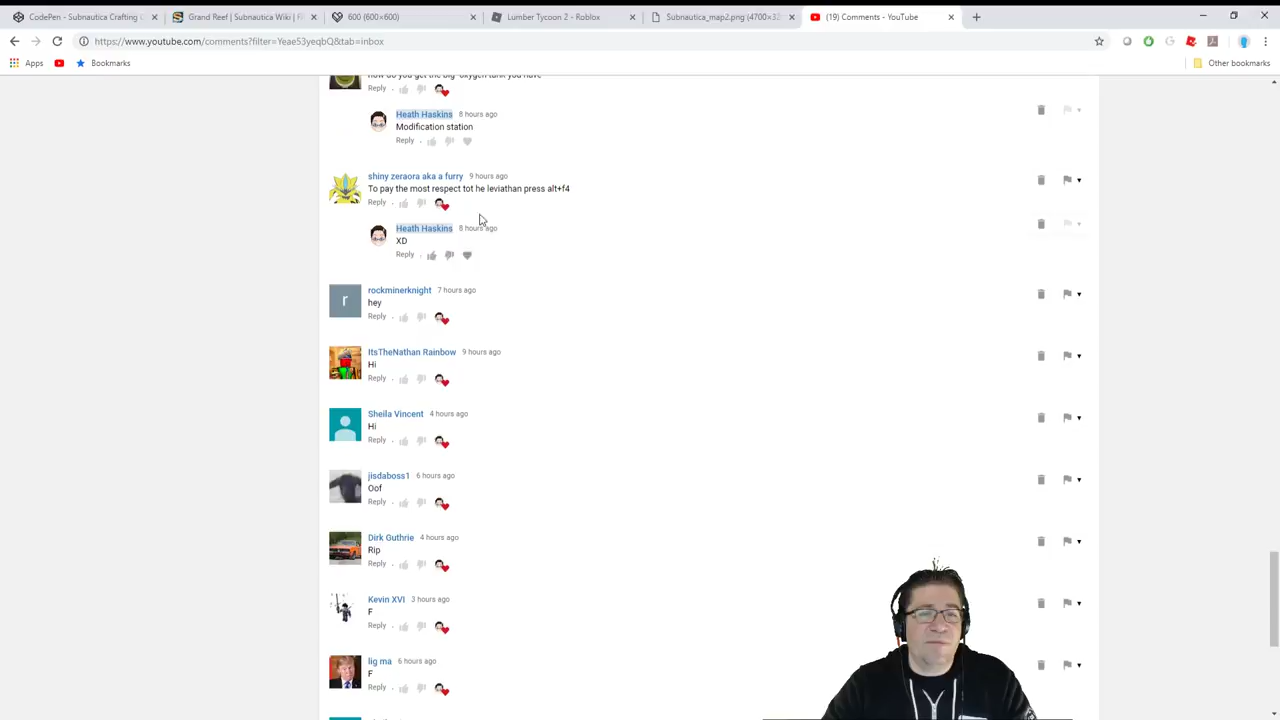 CodePen - Subnautica Crafting C
Grand Reef | Subnautica Wiki | F
600 (600×600)
Lumber Tycoon 2 - Roblox
Subnautica_map2.png (4700×32
(19) Comments - YouTube
https://www.youtube.com/comments?filter=Yeae53yeqbQ&tab=inbox
Apps
Bookmarks
Other bookmarks
how do you get the big oxygen tank you have
Reply
Heath Haskins 8 hours ago
Modification station
Reply
shiny zeraora aka a furry 9 hours ago
To pay the most respect tot he leviathan press alt+f4
Reply
Heath Haskins 8 hours ago
XD
Reply
rockminerknight 7 hours ago
r
hey
Reply
ItsTheNathan Rainbow 9 hours ago
Hi
Reply
Sheila Vincent 4 hours ago
Hi
Reply
jisdaboss1 6 hours ago
Oof
Reply
Dirk Guthrie 4 hours ago
Rip
Reply
Kevin XVI 3 hours ago
F
Reply
lig ma 6 hours ago
F
Reply